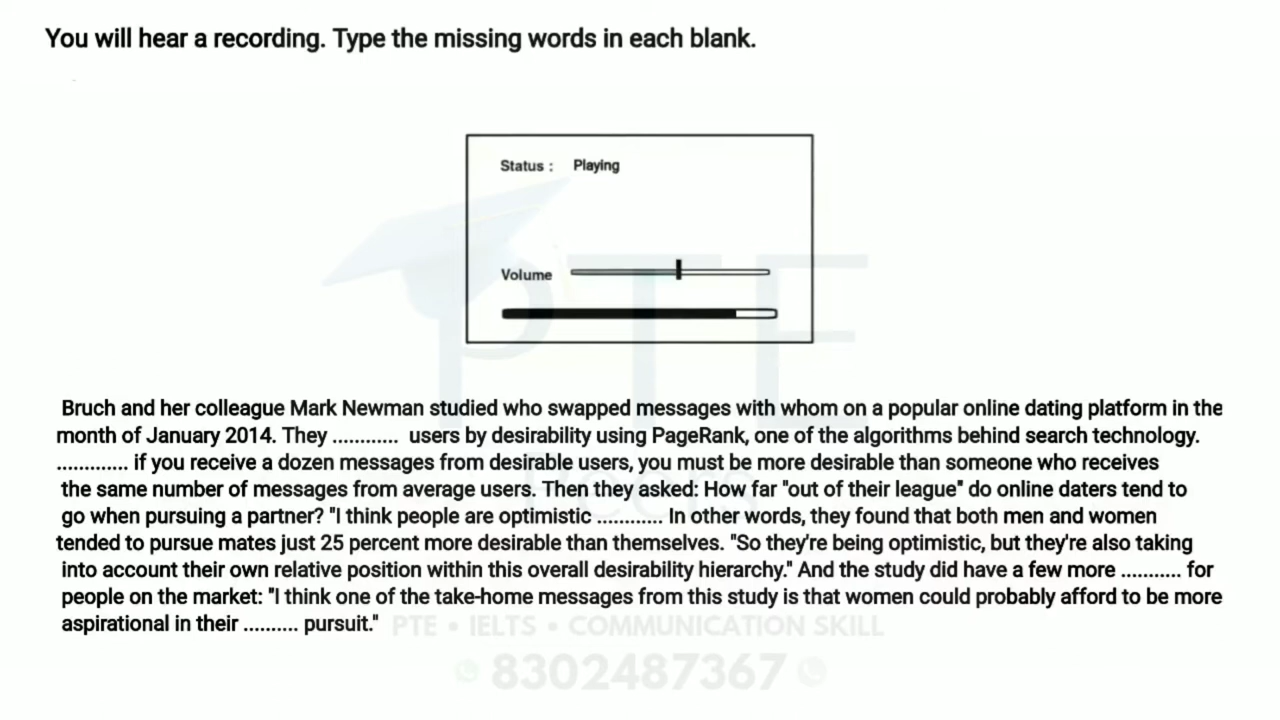 You will hear a recording. Type the missing words in each blank.
Status : Playing
Volume
PTE
Bruch and her colleague Mark Newman studied who swapped messages with whom on a popular online dating platform in the
month of January 2014. They ............ users by desirability using PageRank, one of the algorithms behind search technology.
............. if you receive a dozen messages from desirable users, you must be more desirable than someone who receives
the same number of messages from average users. Then they asked: How far "out of their league" do online daters tend to
go when pursuing a partner? "I think people are optimistic ............ In other words, they found that both men and women
tended to pursue mates just 25 percent more desirable than themselves. "So they're being optimistic, but they're also taking
into account their own relative position within this overall desirability hierarchy." And the study did have a few more ........... for
people on the market: "I think one of the take-home messages from this study is that women could probably afford to be more
aspirational in their .......... pursuit."
PTE • IELTS • COMMUNICATION SKILL
8302487367